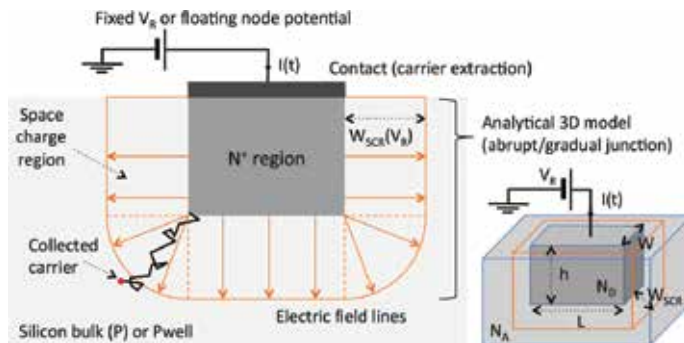 Fixed V_R or floating node potential
I(t)
Contact (carrier extraction)
Space
charge
region
N⁺ region
W_SCR(V_R)
Analytical 3D model
(abrupt/gradual junction)
V_R
I(t)
W
h
N_D
W_SCR
L
N_A
Collected
carrier
Electric field lines
Silicon bulk (P) or Pwell